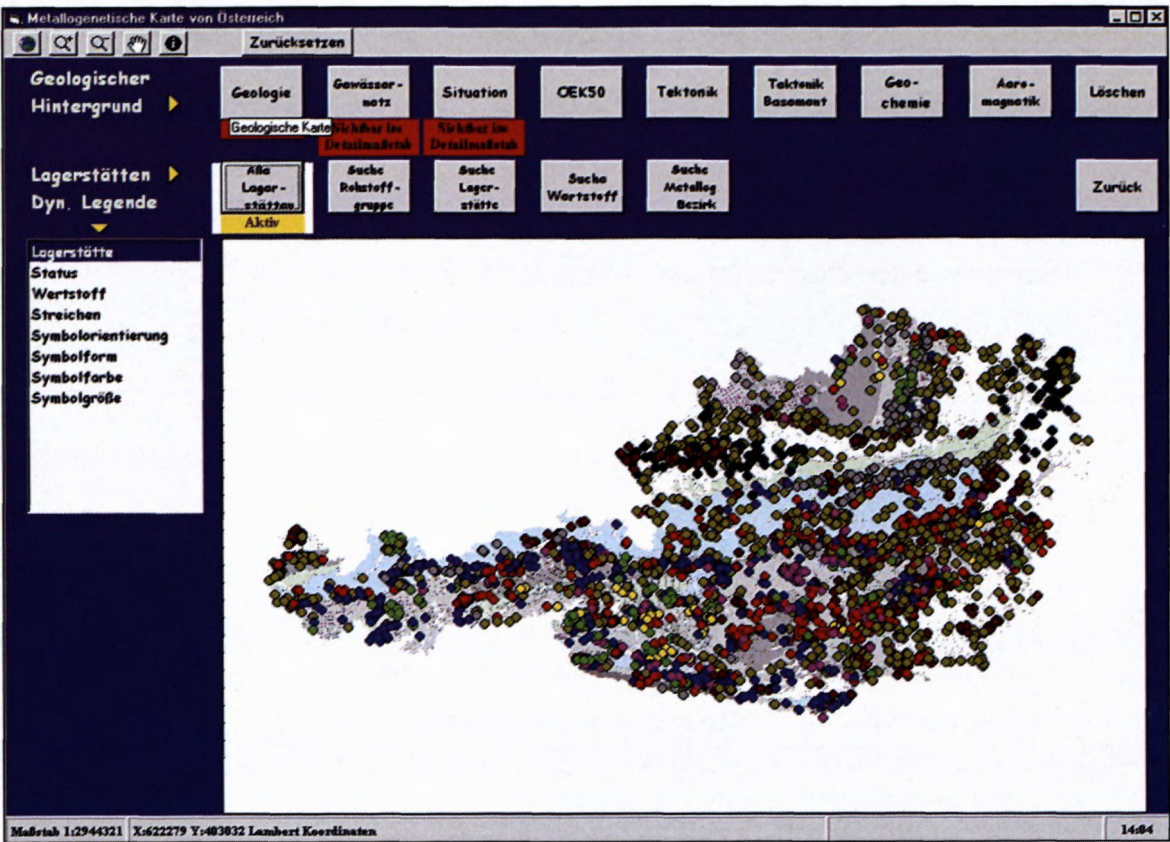 Metallogenetische Karte von Österreich
Zurücksetzen
Geologischer
Hintergrund
Geologie
Gewässer-
netz
Situation
OEK50
Tektonik
Tektonik
Basement
Geo-
chemie
Aero-
magnetik
Löschen
Geologische Karte
Sichtbar im
Detailmaßstab
Sichtbar im
Detailmaßstab
Lagerstätten
Dyn. Legende
Alle
Lager-
stätten
Aktiv
Suche
Rohstoff-
gruppe
Suche
Lager-
stätte
Suche
Wertstoff
Suche
Metallog
Bezirk
Zurück
Lagerstätte
Status
Wertstoff
Streichen
Symbolorientierung
Symbolform
Symbolfarbe
Symbolgröße
Maßstab 1:2944321
X:622279 Y:403032 Lambert Koordinaten
14:04